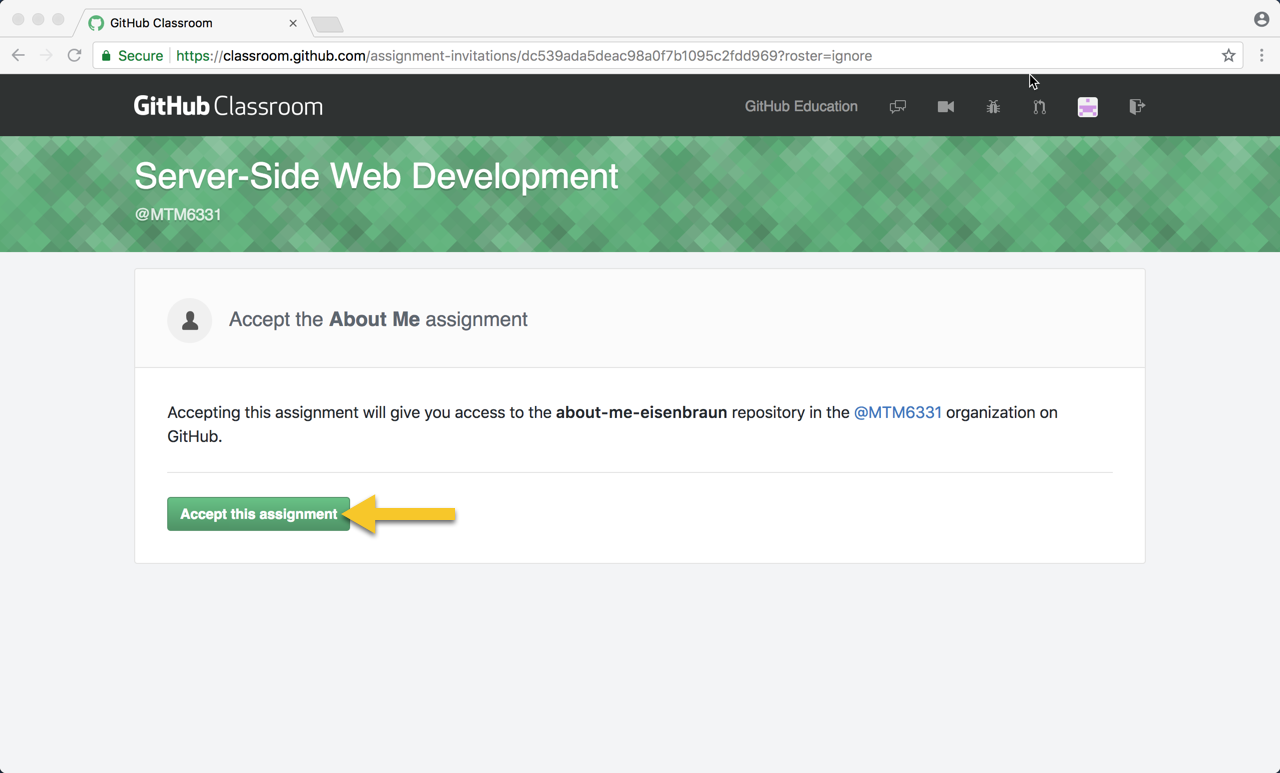 GitHub Classroom
Secure https://classroom.github.com/assignment-invitations/dc539ada5deac98a0f7b1095c2fdd969?roster=ignore
GitHub Classroom
GitHub Education
Server-Side Web Development
@MTM6331
Accept the About Me assignment
Accepting this assignment will give you access to the about-me-eisenbraun repository in the @MTM6331 organization on
GitHub.
Accept this assignment